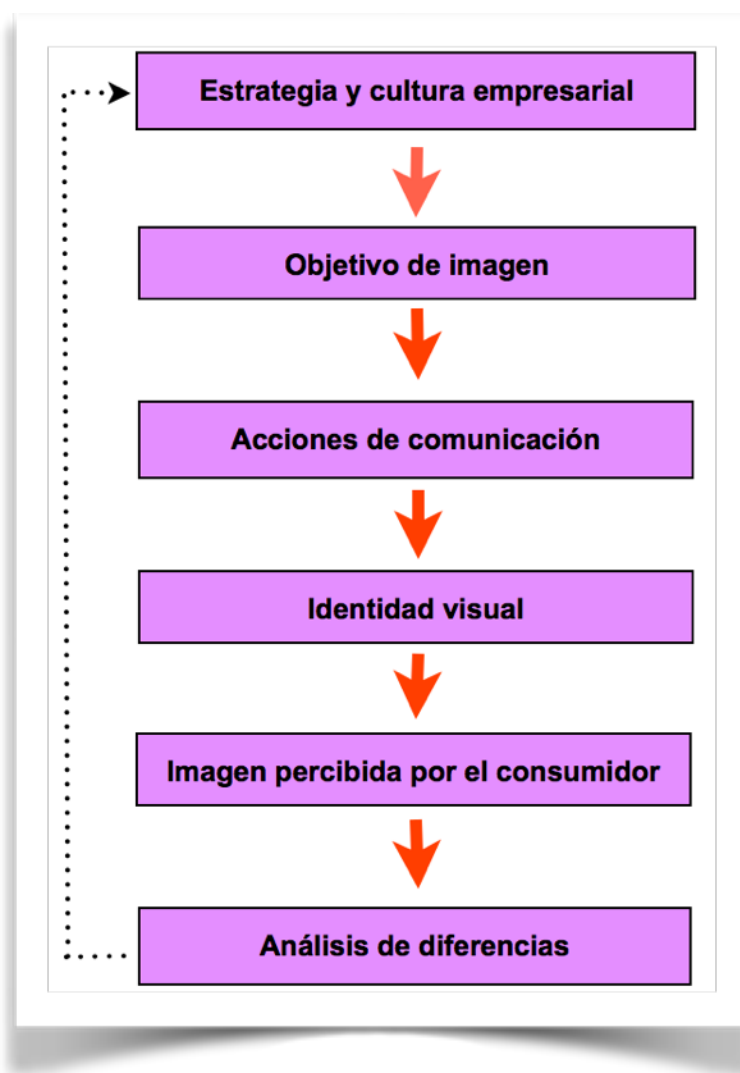 Estrategia y cultura empresarial
Objetivo de imagen
Acciones de comunicación
Identidad visual
Imagen percibida por el consumidor
Análisis de diferencias